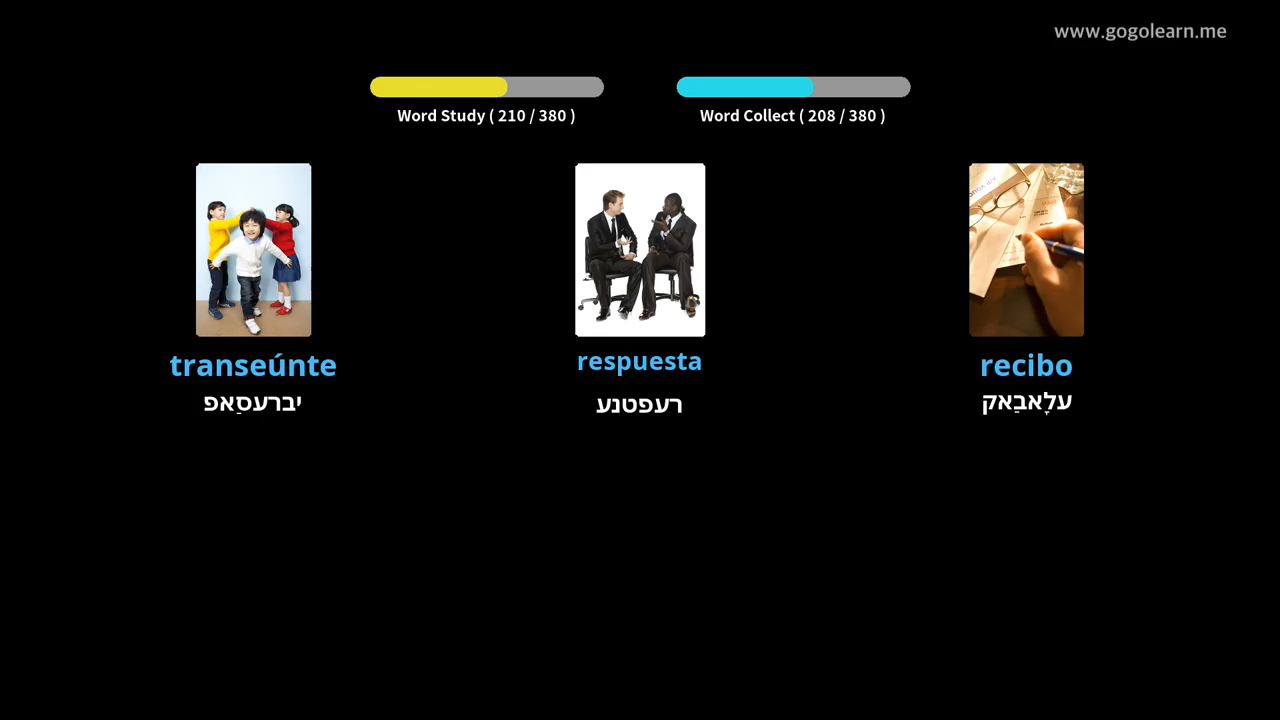 www.gogolearn.me
Word Study ( 210 / 380 )
Word Collect ( 208 / 380 )
transeúnte
יברעסַאפ
respuesta
רעפטנע
recibo
עלָאבַאק